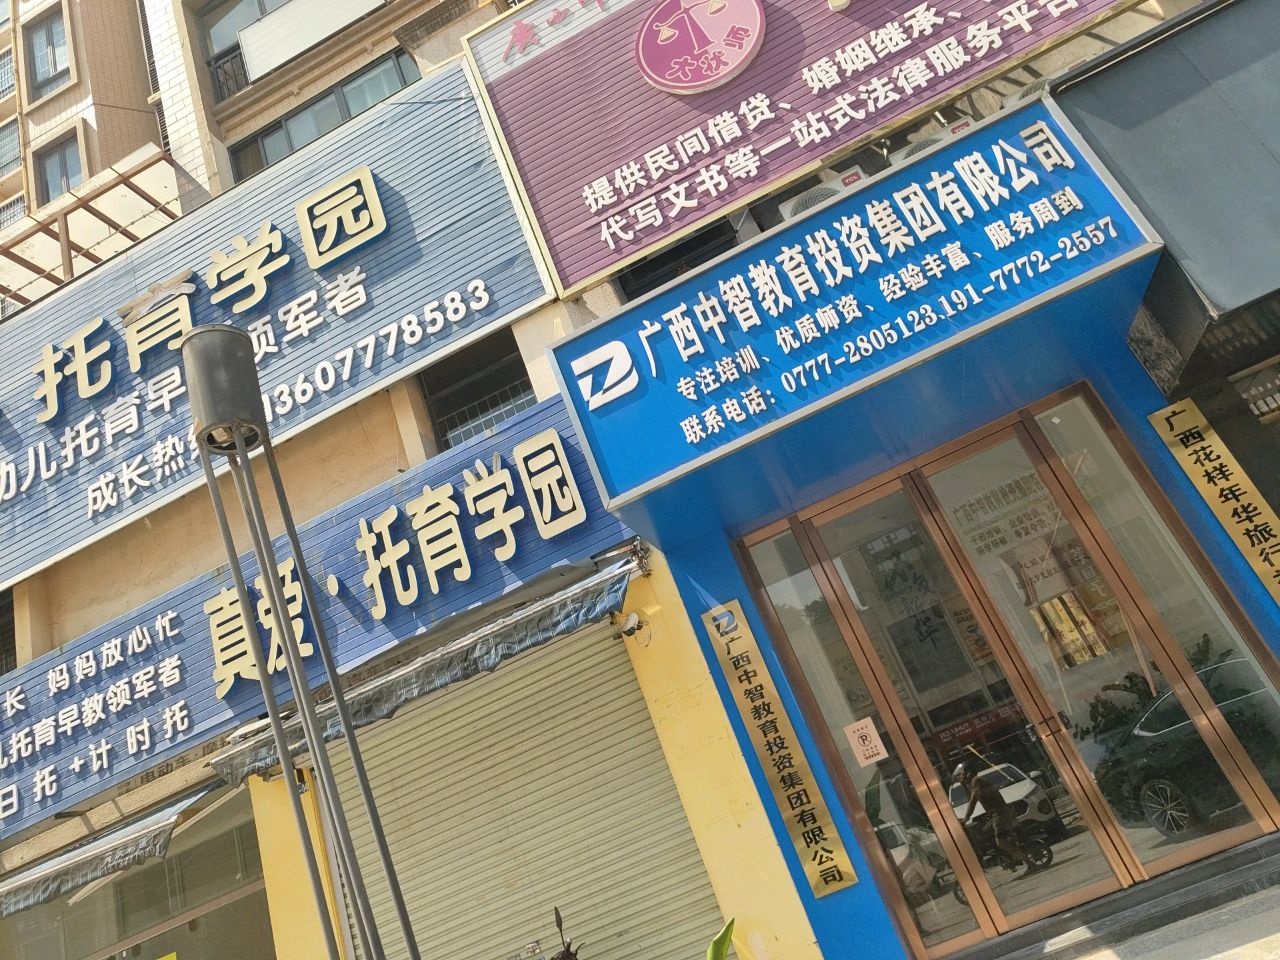 提供民间借贷、婚姻继承、
代写文书等一站式法律服务平台
托育学园
幼儿托育早教领军者
成长热线
13607778583
广西中智教育投资集团有限公司
专注培训、优质师资、经验丰富、服务周到
联系电话：0777-2805123,191-7772-2557
真爱·托育学园
长 妈妈放心忙
儿托育早教领军者
日托+计时托
电动车
广西中智教育投资集团有限公司
广西花样年华旅行